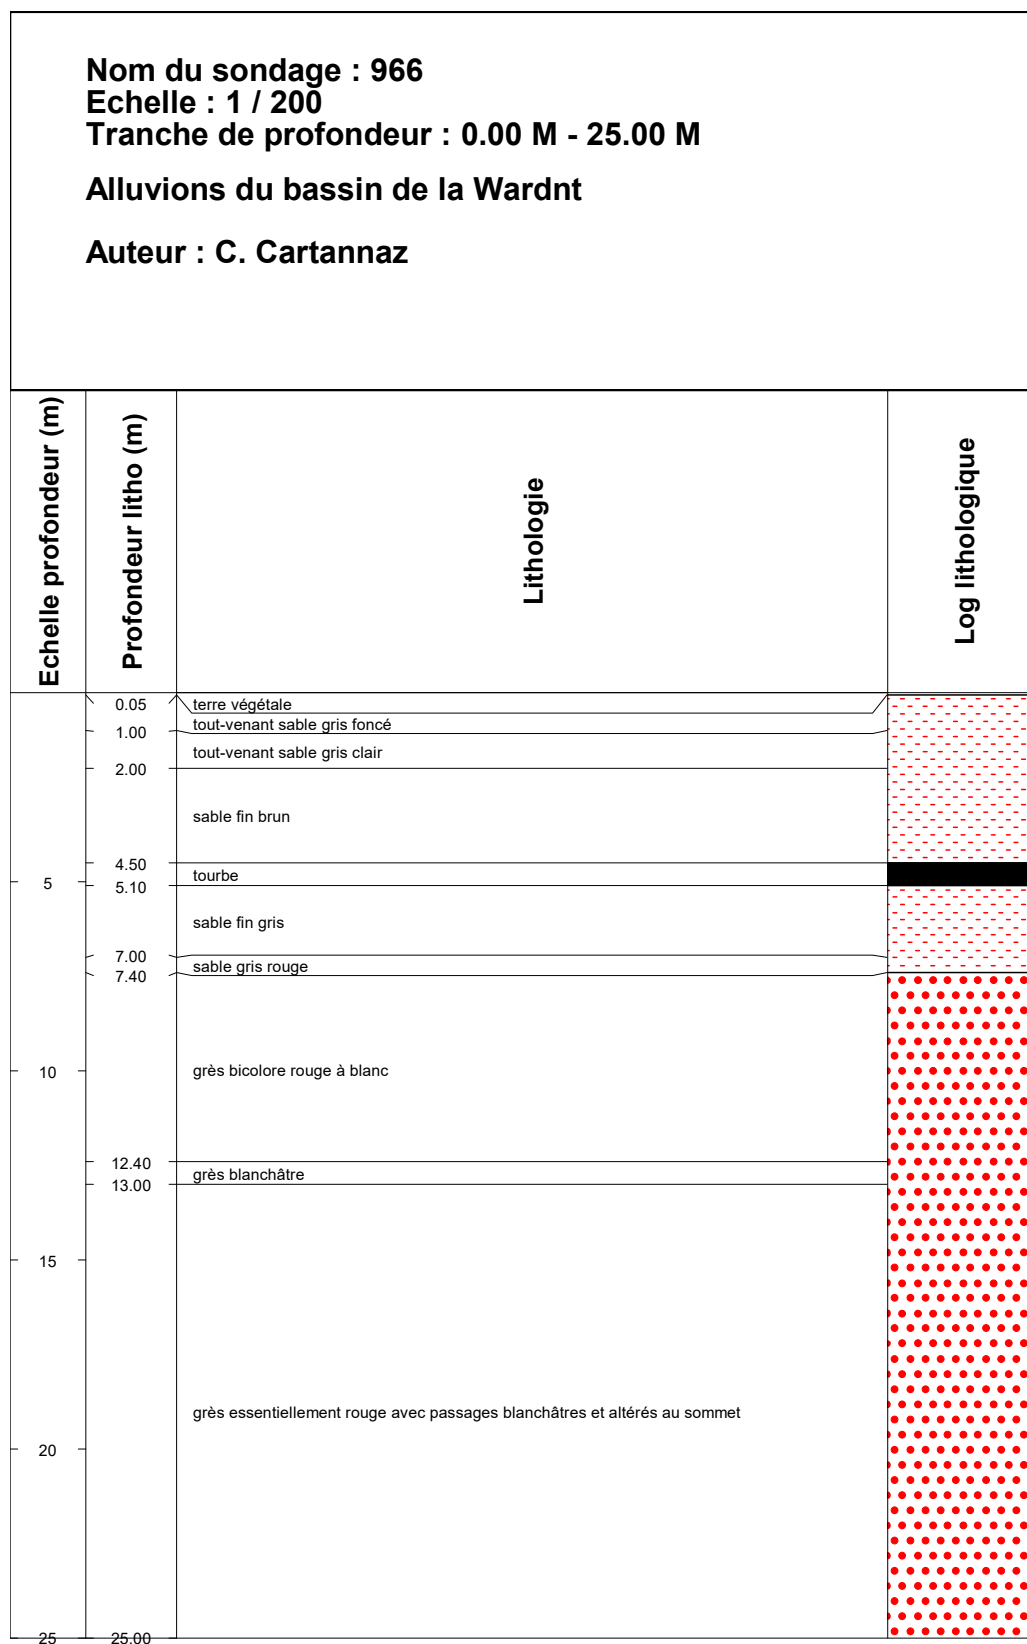 Nom du sondage : 966
Echelle : 1 / 200
Tranche de profondeur : 0.00 M - 25.00 M
Alluvions du bassin de la Wardnt
Auteur : C. Cartannaz
Echelle profondeur (m)
Profondeur litho (m)
Lithologie
Log lithologique
0.05
terre végétale
tout-venant sable gris foncé
1.00
tout-venant sable gris clair
2.00
sable fin brun
4.50
tourbe
5
5.10
sable fin gris
7.00
sable gris rouge
7.40
10
grès bicolore rouge à blanc
12.40
grès blanchâtre
13.00
15
grès essentiellement rouge avec passages blanchâtres et altérés au sommet
20
25
25.00